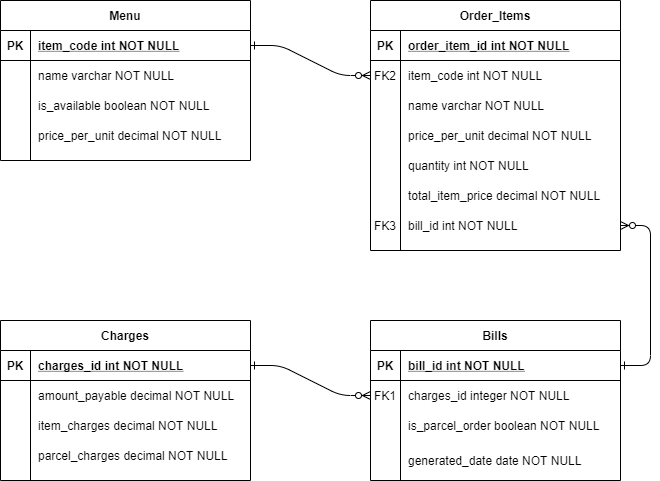 Menu
PK item_code int NOT NULL
name varchar NOT NULL
is_available boolean NOT NULL
price_per_unit decimal NOT NULL
Order_Items
PK order_item_id int NOT NULL
FK2 item_code int NOT NULL
name varchar NOT NULL
price_per_unit decimal NOT NULL
quantity int NOT NULL
total_item_price decimal NOT NULL
FK3 bill_id int NOT NULL
Charges
PK charges_id int NOT NULL
amount_payable decimal NOT NULL
item_charges decimal NOT NULL
parcel_charges decimal NOT NULL
Bills
PK bill_id int NOT NULL
FK1 charges_id integer NOT NULL
is_parcel_order boolean NOT NULL
generated_date date NOT NULL